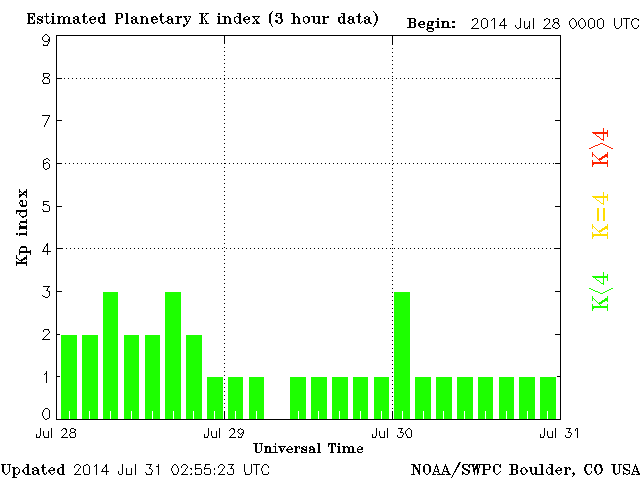 Estimated Planetary K index (3 hour data)
Begin: 2014 Jul 28 0000 UTC
9
8
7
6
5
4
3
2
1
0
Kp index
Jul 28
Jul 29
Jul 30
Jul 31
Universal Time
K>4
K=4
K<4
Updated 2014 Jul 31 02:55:23 UTC
NOAA/SWPC Boulder, CO USA